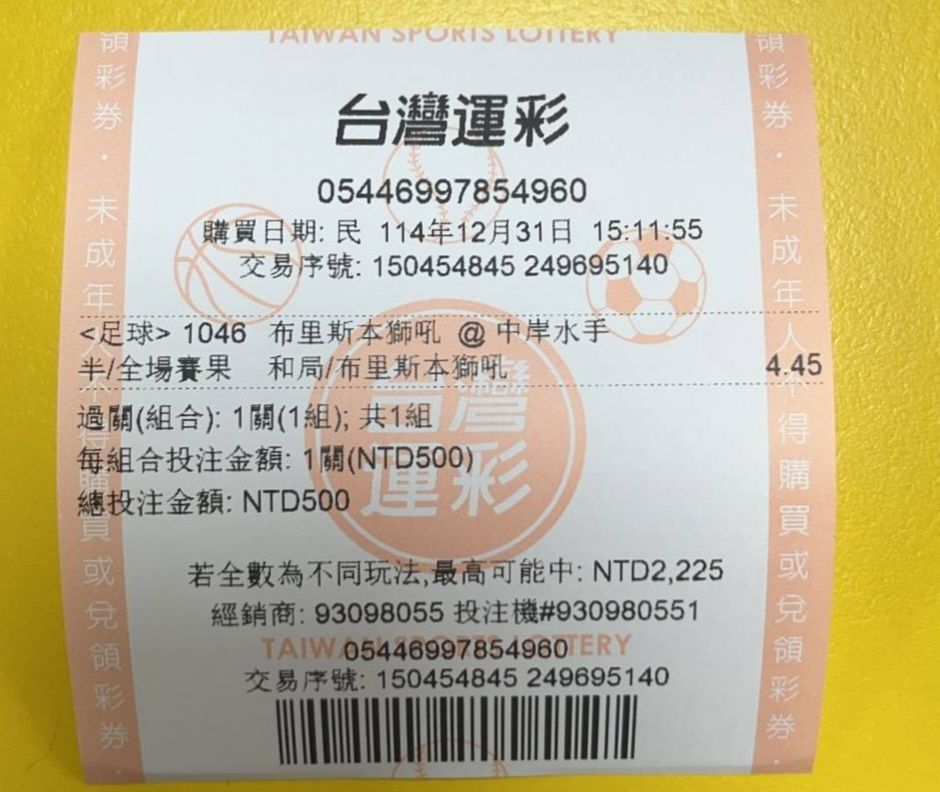 TAIWAN SPORTS LOTTERY
台灣運彩
05446997854960
購買日期: 民 114年12月31日 15:11:55
交易序號: 150454845 249695140
<足球> 1046 布里斯本獅吼 @ 中岸水手
半/全場賽果 和局/布里斯本獅吼 4.45
過關(組合): 1關(1組); 共1組
每組合投注金額: 1關(NTD500)
總投注金額: NTD500
台灣運彩
若全數為不同玩法,最高可能中: NTD2,225
經銷商: 93098055 投注機#930980551
TAIWAN SPORTS LOTTERY
05446997854960
交易序號: 150454845 249695140
領彩券・未成年人不得購買或兌領彩券・
領彩券・未成年人不得購買或兌領彩券・